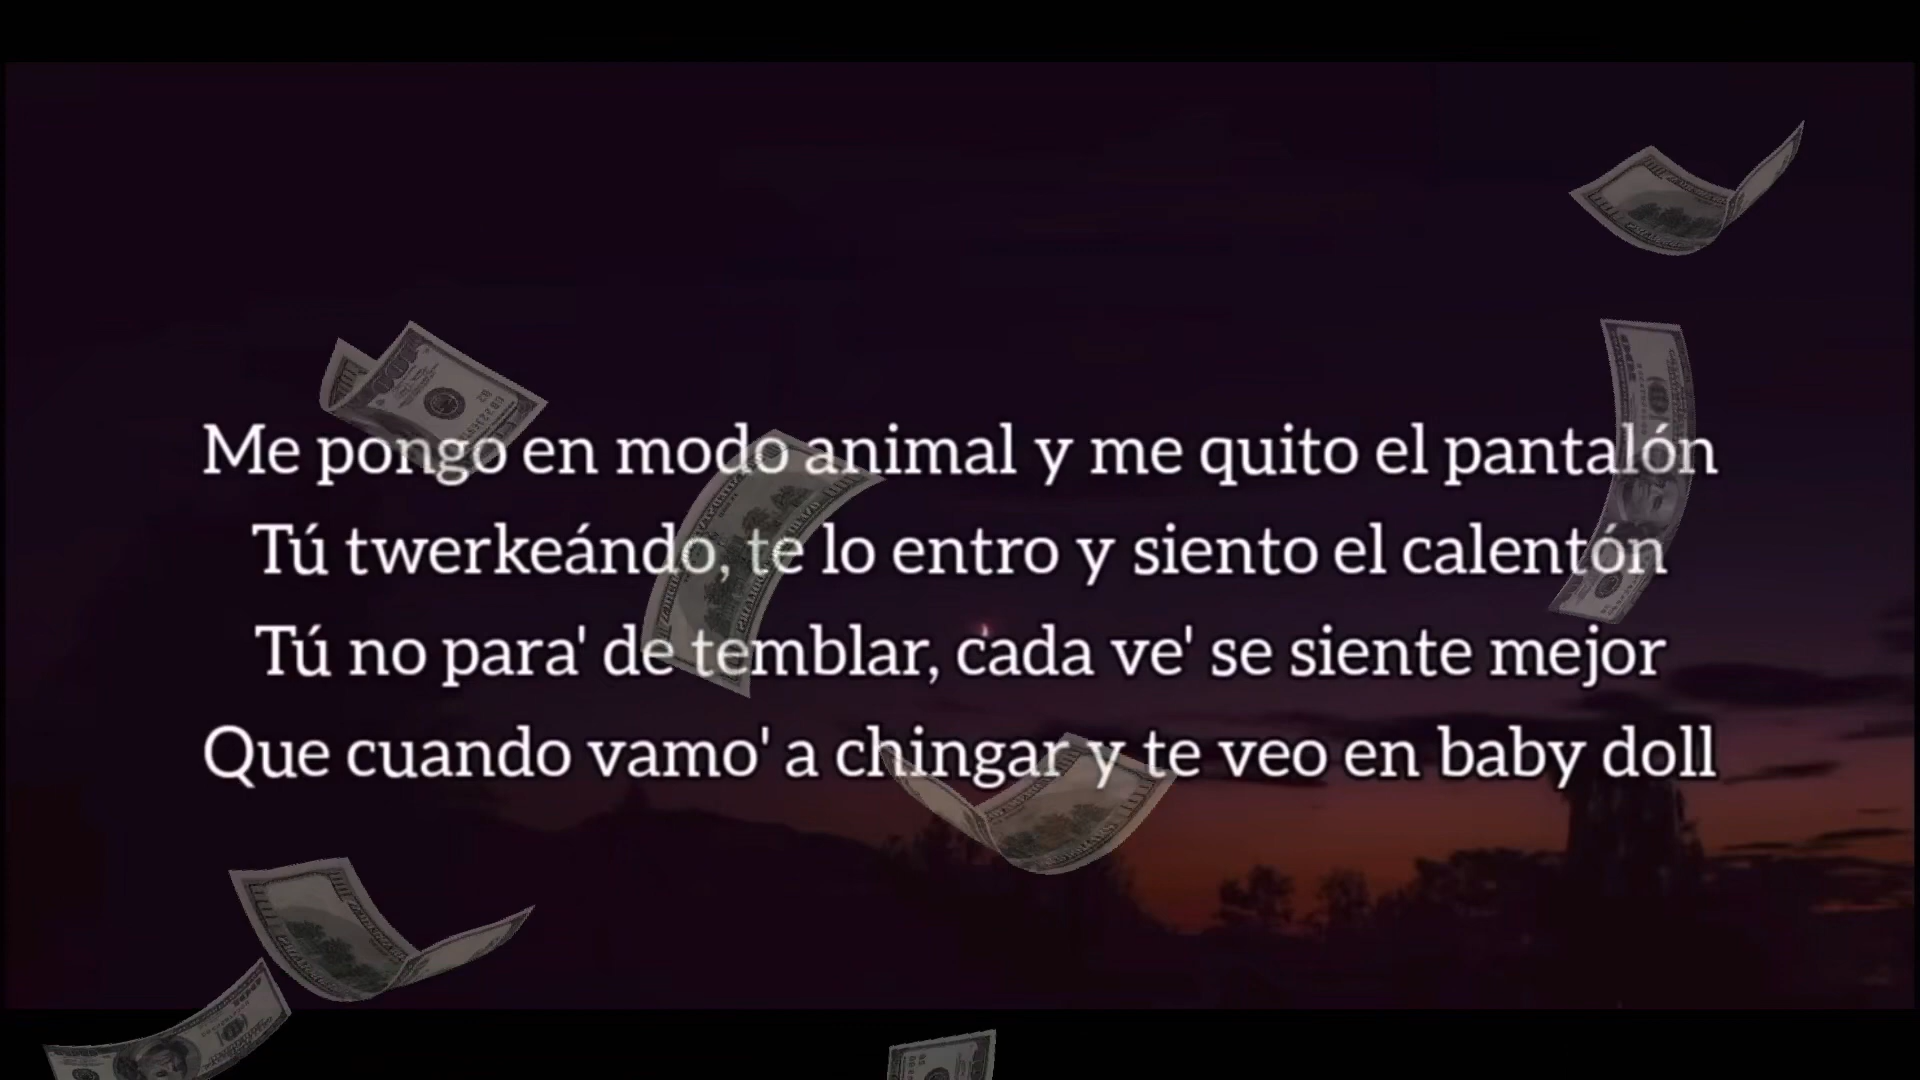 Me pongo en modo animal y me quito el pantalón
Tú twerkeándo, te lo entro y siento el calentón
Tú no para' de temblar, cada ve' se siente mejor
Que cuando vamo' a chingar y te veo en baby doll